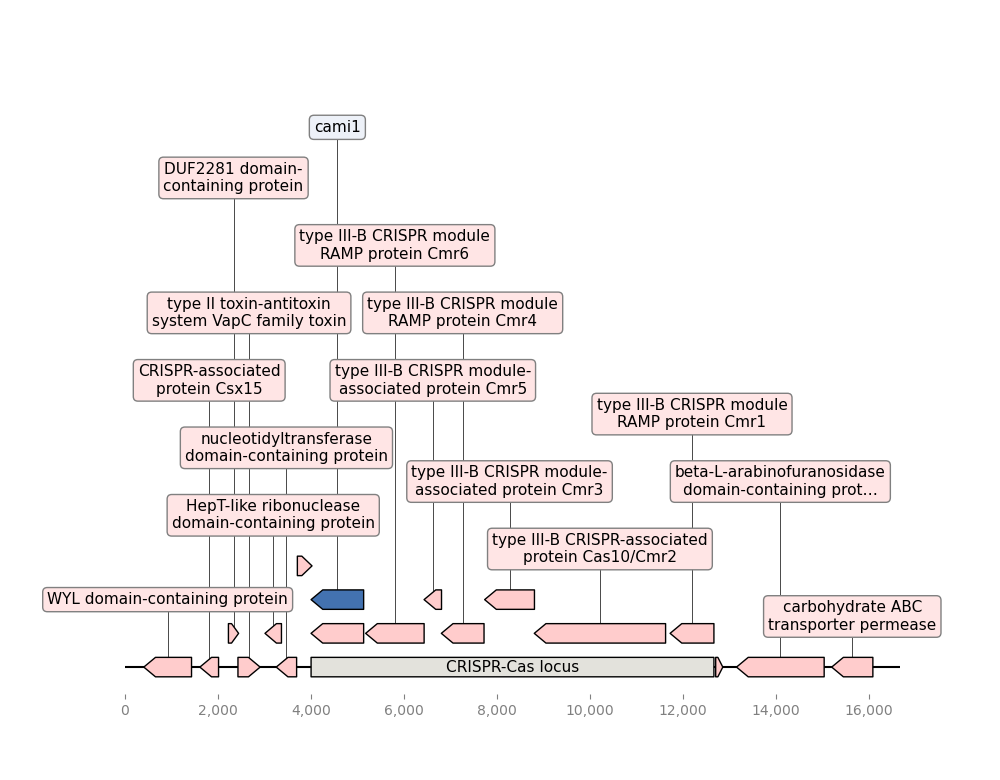 cami1
DUF2281 domain-
containing protein
type III-B CRISPR module
RAMP protein Cmr6
type II toxin-antitoxin
system VapC family toxin
type III-B CRISPR module
RAMP protein Cmr4
CRISPR-associated
protein Csx15
type III-B CRISPR module-
associated protein Cmr5
type III-B CRISPR module
RAMP protein Cmr1
nucleotidyltransferase
domain-containing protein
type III-B CRISPR module-
associated protein Cmr3
beta-L-arabinofuranosidase
domain-containing prot...
HepT-like ribonuclease
domain-containing protein
type III-B CRISPR-associated
protein Cas10/Cmr2
WYL domain-containing protein
carbohydrate ABC
transporter permease
CRISPR-Cas locus
0 2,000 4,000 6,000 8,000 10,000 12,000 14,000 16,000